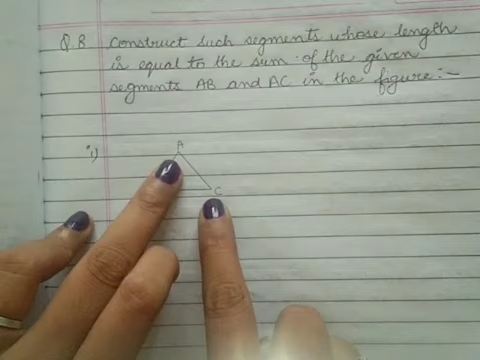 Q.8 Construct such segments whose length
is equal to the sum of the given
segments AB and AC in the figure:-
i)
A
C